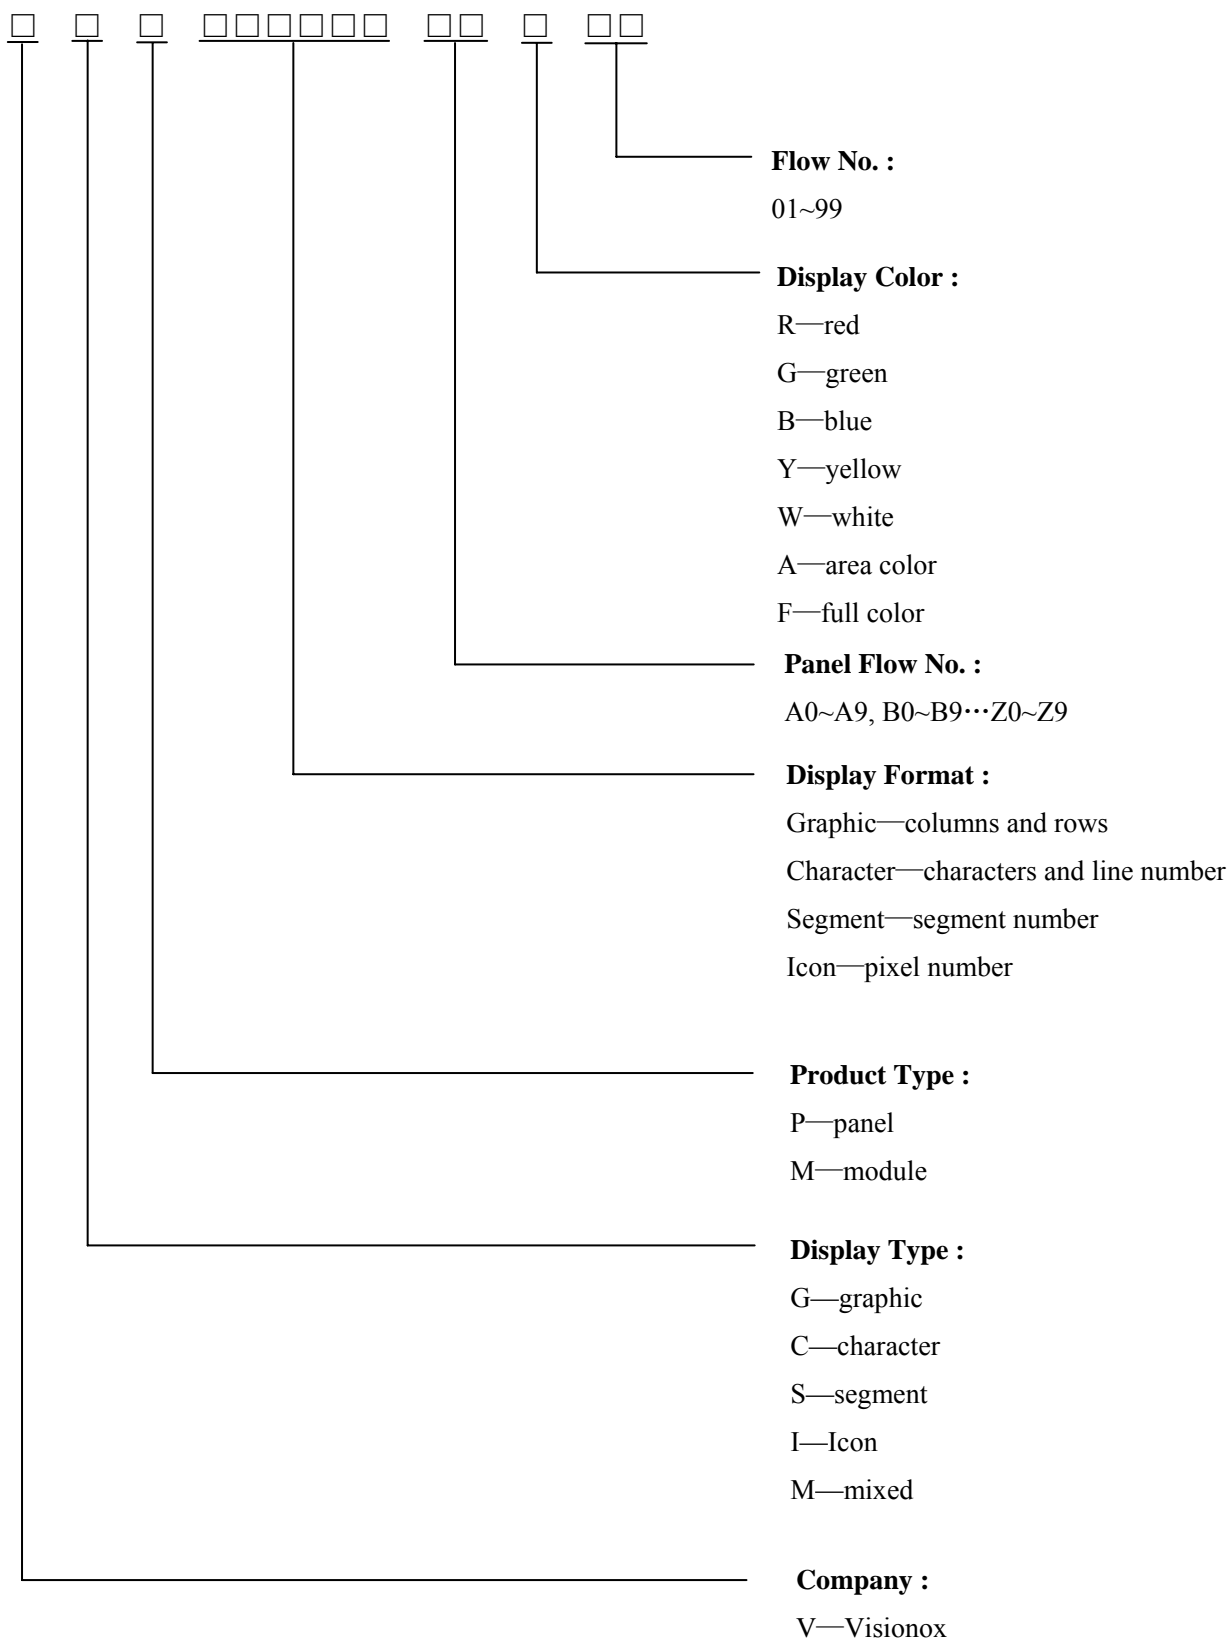 □ □ □ □□□□□□ □□ □ □□
Flow No. :
01~99
Display Color :
R—red
G—green
B—blue
Y—yellow
W—white
A—area color
F—full color
Panel Flow No. :
A0~A9, B0~B9⋯Z0~Z9
Display Format :
Graphic—columns and rows
Character—characters and line number
Segment—segment number
Icon—pixel number
Product Type :
P—panel
M—module
Display Type :
G—graphic
C—character
S—segment
I—Icon
M—mixed
Company :
V—Visionox